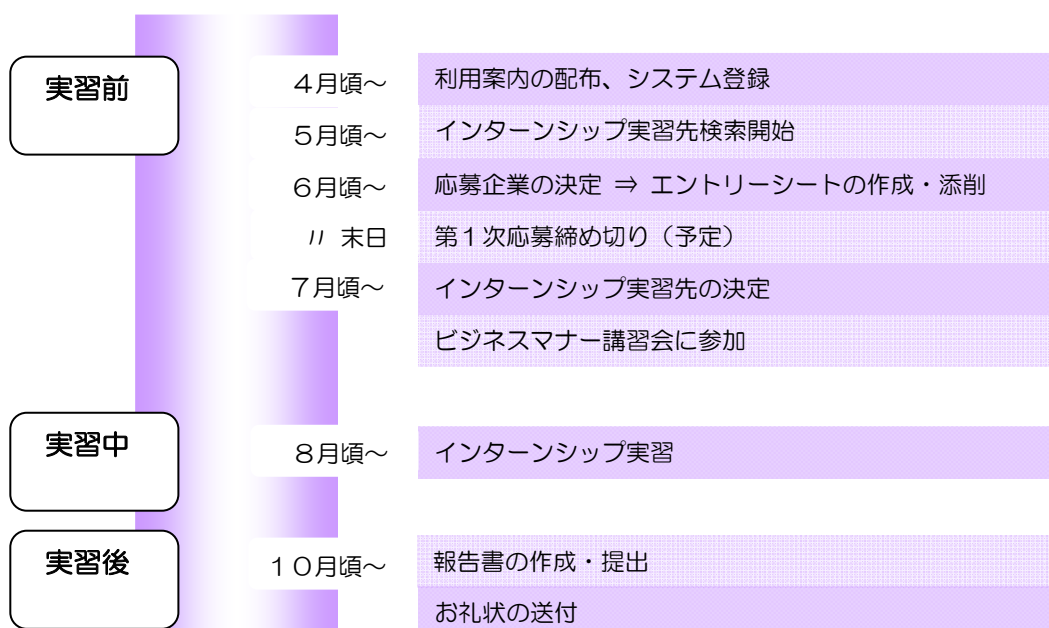 実習前
４月頃～ 利用案内の配布、システム登録
５月頃～ インターンシップ実習先検索開始
６月頃～ 応募企業の決定 ⇒ エントリーシートの作成・添削
〃 末日 第１次応募締め切り（予定）
７月頃～ インターンシップ実習先の決定
ビジネスマナー講習会に参加
実習中
８月頃～ インターンシップ実習
実習後
１０月頃～ 報告書の作成・提出
お礼状の送付